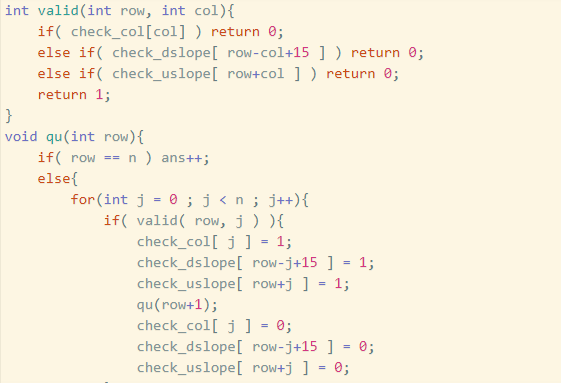 int valid(int row, int col){
    if( check_col[col] ) return 0;
    else if( check_dslope[ row-col+15 ] ) return 0;
    else if( check_uslope[ row+col ] ) return 0;
    return 1;
}
void qu(int row){
    if( row == n ) ans++;
    else{
        for(int j = 0 ; j < n ; j++){
            if( valid( row, j ) ){
                check_col[ j ] = 1;
                check_dslope[ row-j+15 ] = 1;
                check_uslope[ row+j ] = 1;
                qu(row+1);
                check_col[ j ] = 0;
                check_dslope[ row-j+15 ] = 0;
                check_uslope[ row+j ] = 0;